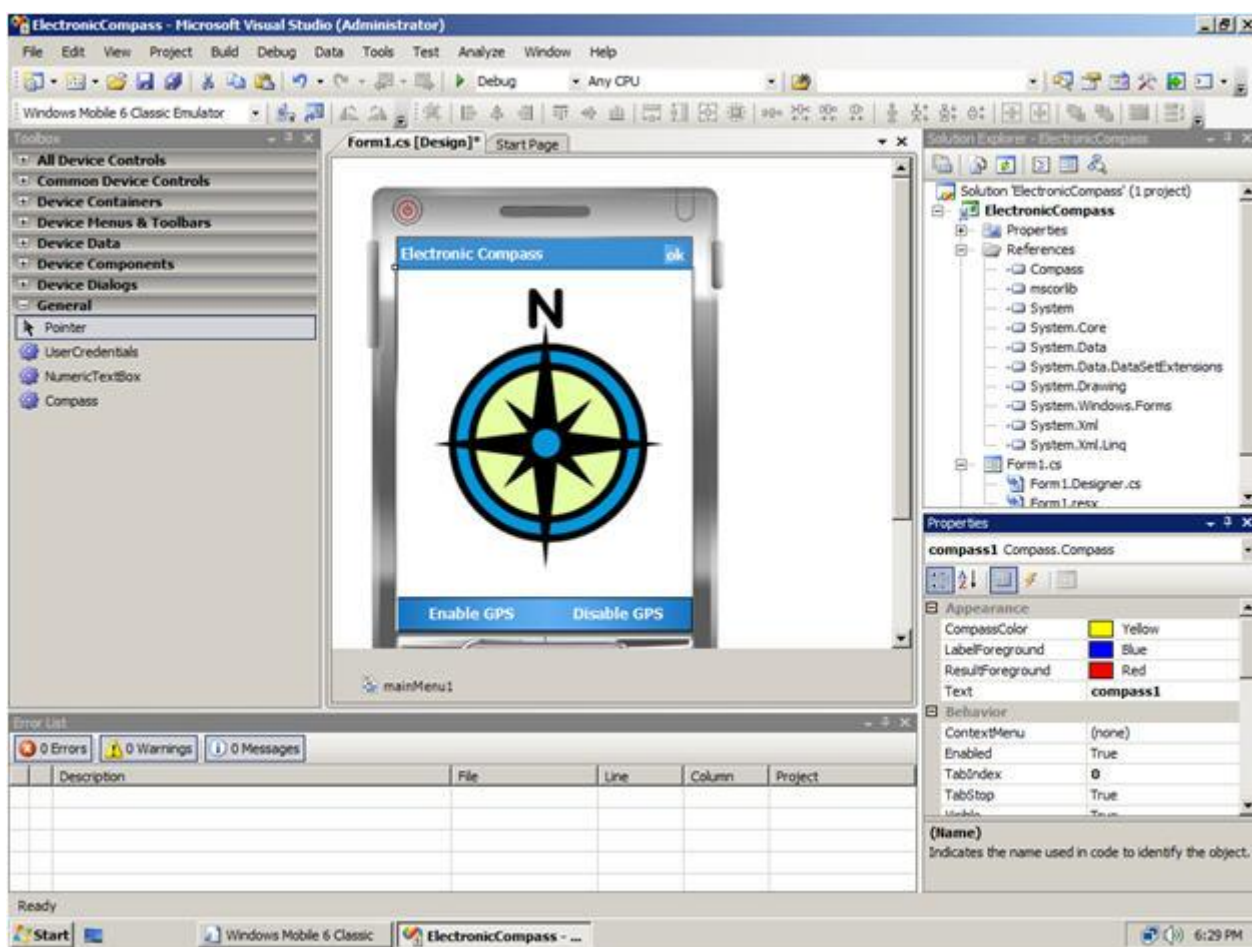 ElectronicCompass - Microsoft Visual Studio (Administrator)
File Edit View Project Build Debug Data Tools Test Analyze Window Help
Debug Any CPU
Windows Mobile 6 Classic Emulator
Toolbox
All Device Controls
Common Device Controls
Device Containers
Device Menus & Toolbars
Device Data
Device Components
Device Dialogs
General
Pointer
UserCredentials
NumericTextBox
Compass
Form1.cs [Design]* Start Page
Electronic Compass ok
N
Enable GPS Disable GPS
mainMenu1
Solution Explorer - ElectronicCompass
Solution 'ElectronicCompass' (1 project)
ElectronicCompass
Properties
References
Compass
mscorlib
System
System.Core
System.Data
System.Data.DataSetExtensions
System.Drawing
System.Windows.Forms
System.Xml
System.Xml.Linq
Form1.cs
Form1.Designer.cs
Form1.resx
Properties
compass1 Compass.Compass
Appearance
CompassColor Yellow
LabelForeground Blue
ResultForeground Red
Text compass1
Behavior
ContextMenu (none)
Enabled True
TabIndex 0
TabStop True
Visible True
(Name)
Indicates the name used in code to identify the object.
Error List
0 Errors 0 Warnings 0 Messages
Description File Line Column Project
Ready
Start Windows Mobile 6 Classic ElectronicCompass - ... 6:29 PM